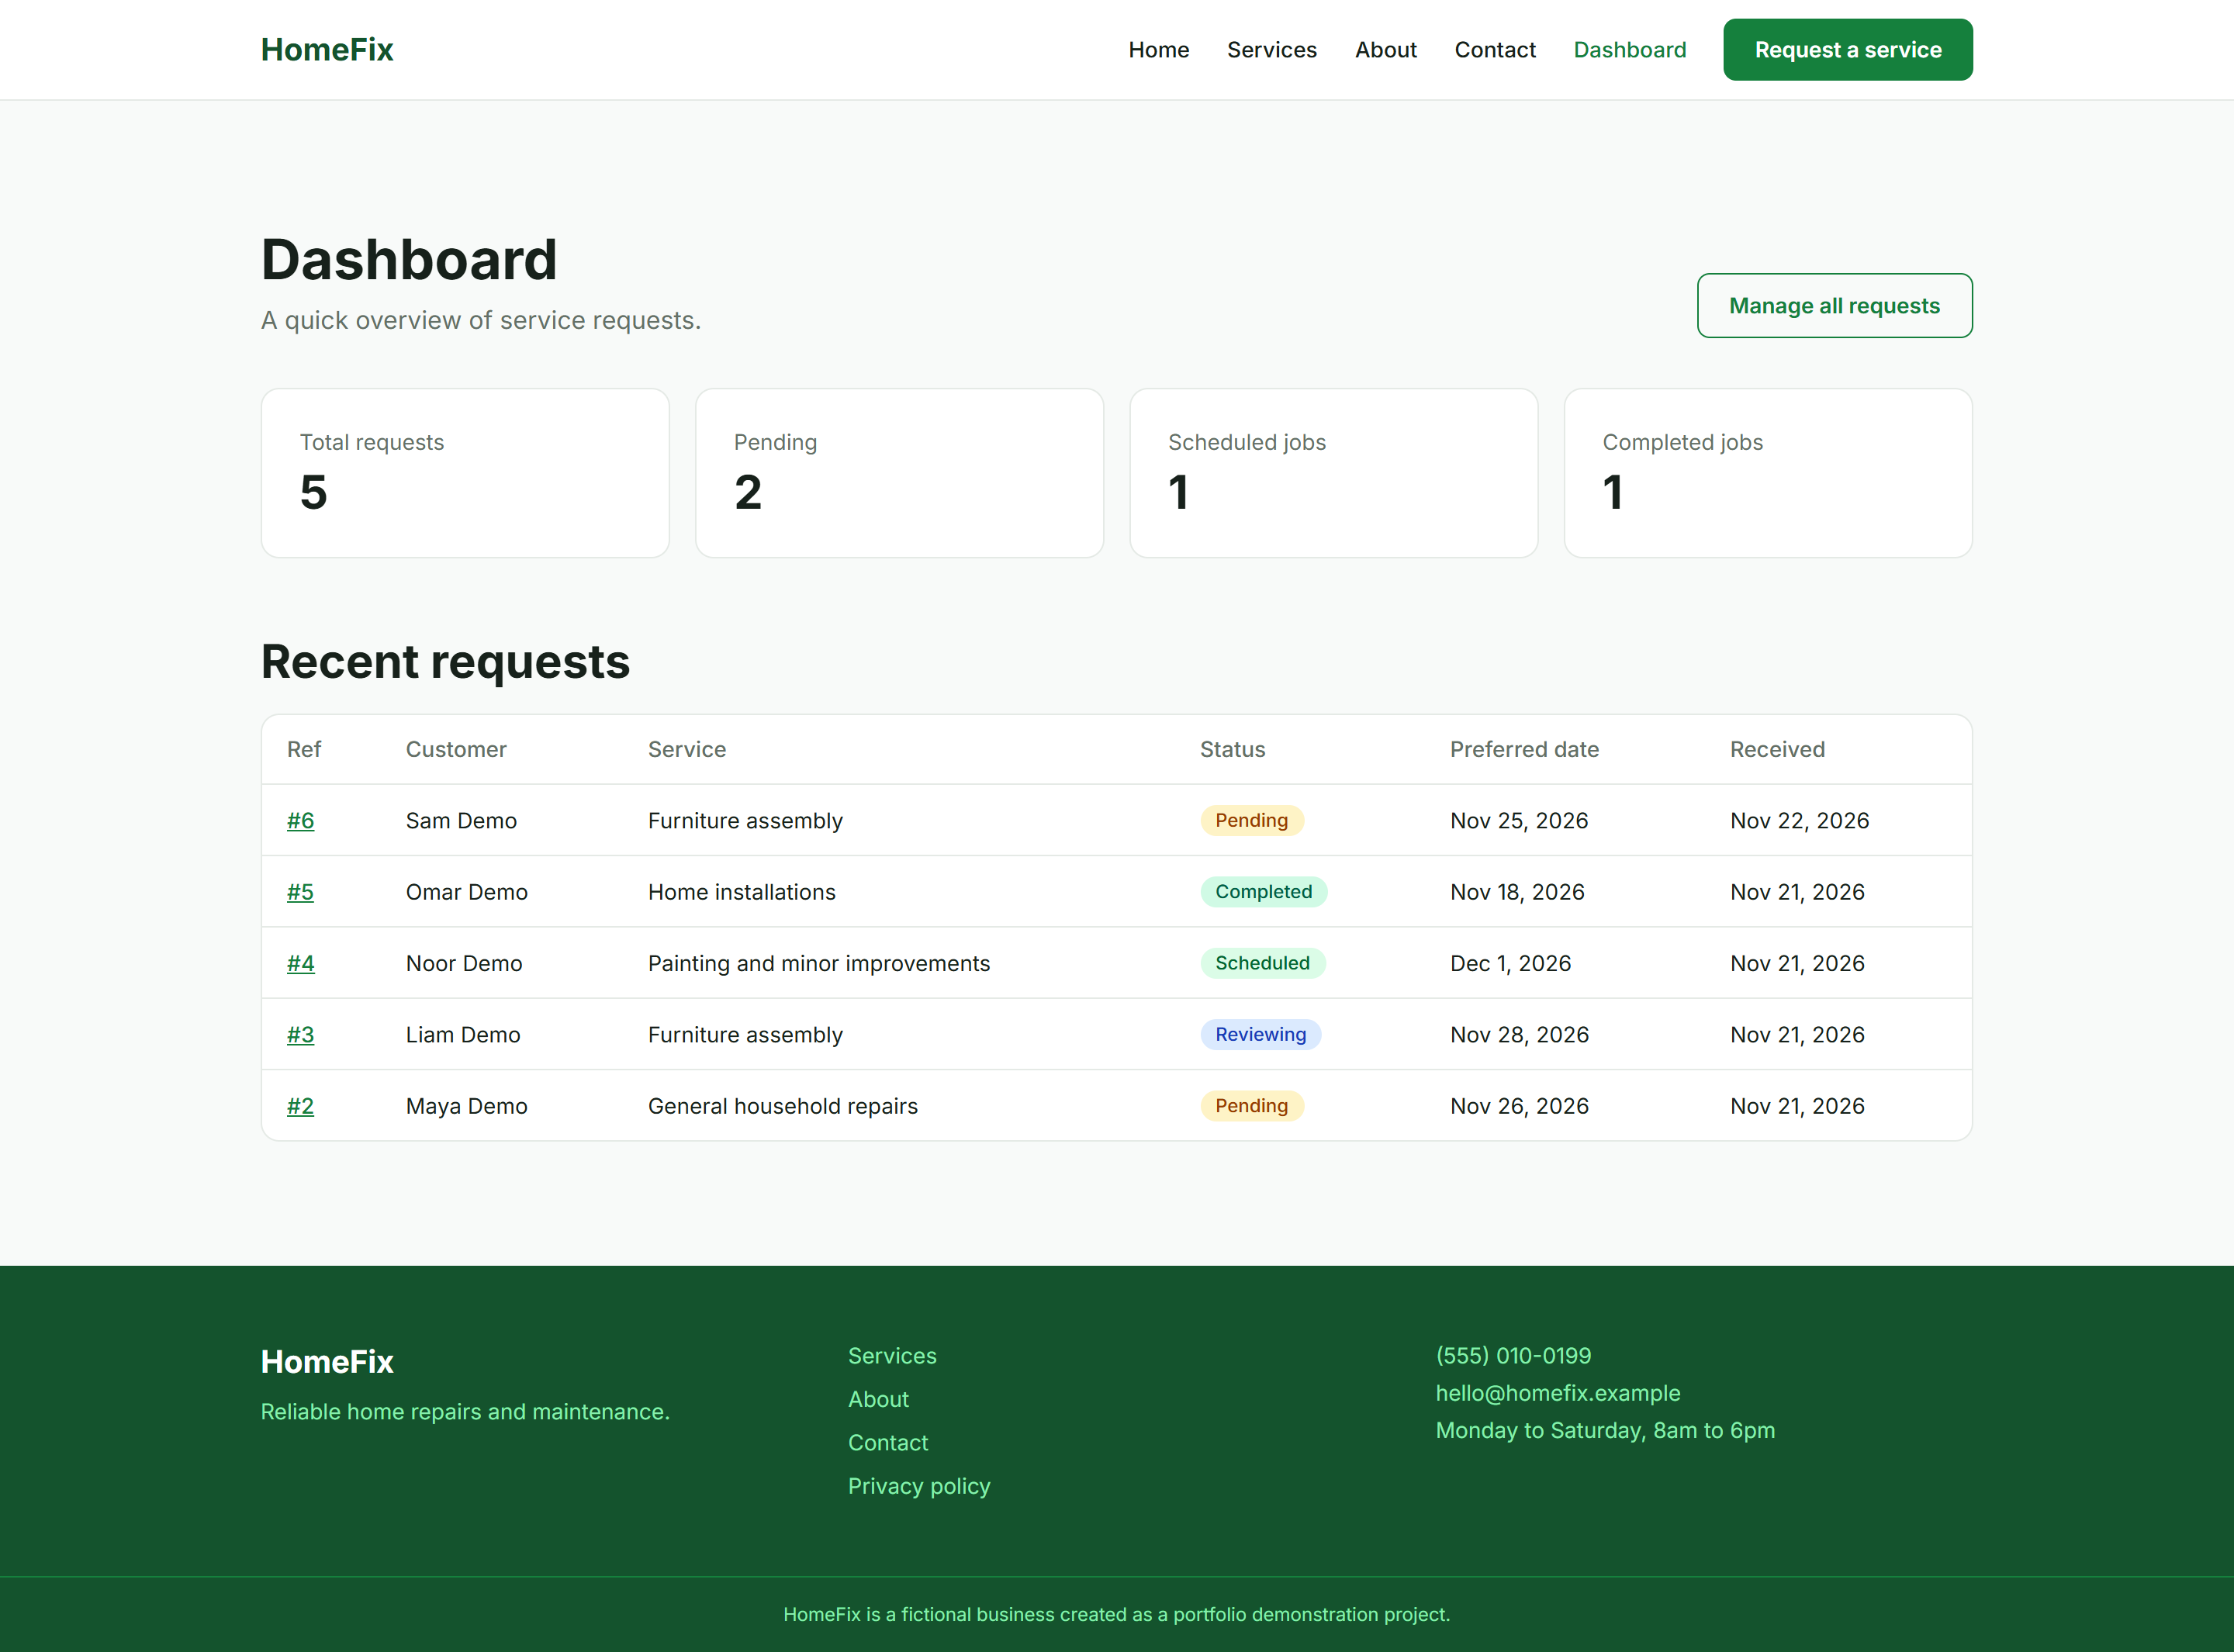 HomeFix
Home Services About Contact Dashboard Request a service
Dashboard
A quick overview of service requests.
Manage all requests
Total requests
5
Pending
2
Scheduled jobs
1
Completed jobs
1
Recent requests
Ref Customer Service Status Preferred date Received
#6 Sam Demo Furniture assembly Pending Nov 25, 2026 Nov 22, 2026
#5 Omar Demo Home installations Completed Nov 18, 2026 Nov 21, 2026
#4 Noor Demo Painting and minor improvements Scheduled Dec 1, 2026 Nov 21, 2026
#3 Liam Demo Furniture assembly Reviewing Nov 28, 2026 Nov 21, 2026
#2 Maya Demo General household repairs Pending Nov 26, 2026 Nov 21, 2026
HomeFix
Reliable home repairs and maintenance.
Services
About
Contact
Privacy policy
(555) 010-0199
hello@homefix.example
Monday to Saturday, 8am to 6pm
HomeFix is a fictional business created as a portfolio demonstration project.